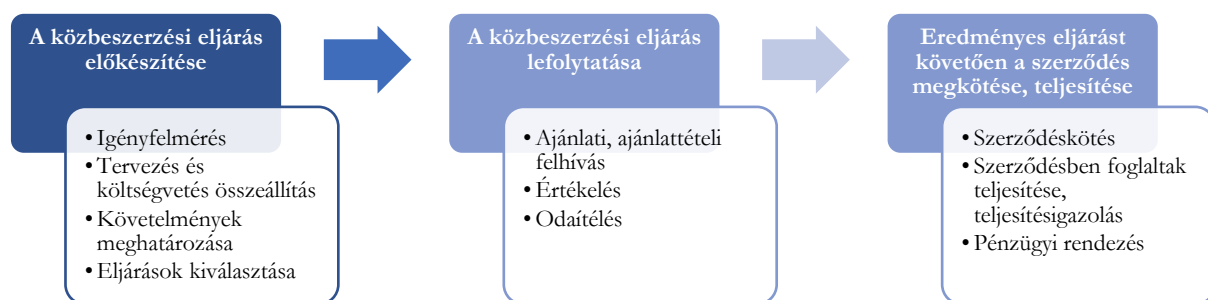 A közbeszerzési eljárás
előkészítése
• Igényfelmérés
• Tervezés és
költségvetés összeállítás
• Követelmények
meghatározása
• Eljárások kiválasztása
A közbeszerzési eljárás
lefolytatása
• Ajánlati, ajánlattételi
felhívás
• Értékelés
• Odaítélés
Eredményes eljárást
követően a szerződés
megkötése, teljesítése
• Szerződéskötés
• Szerződésben foglaltak
teljesítése,
teljesítésigazolás
• Pénzügyi rendezés